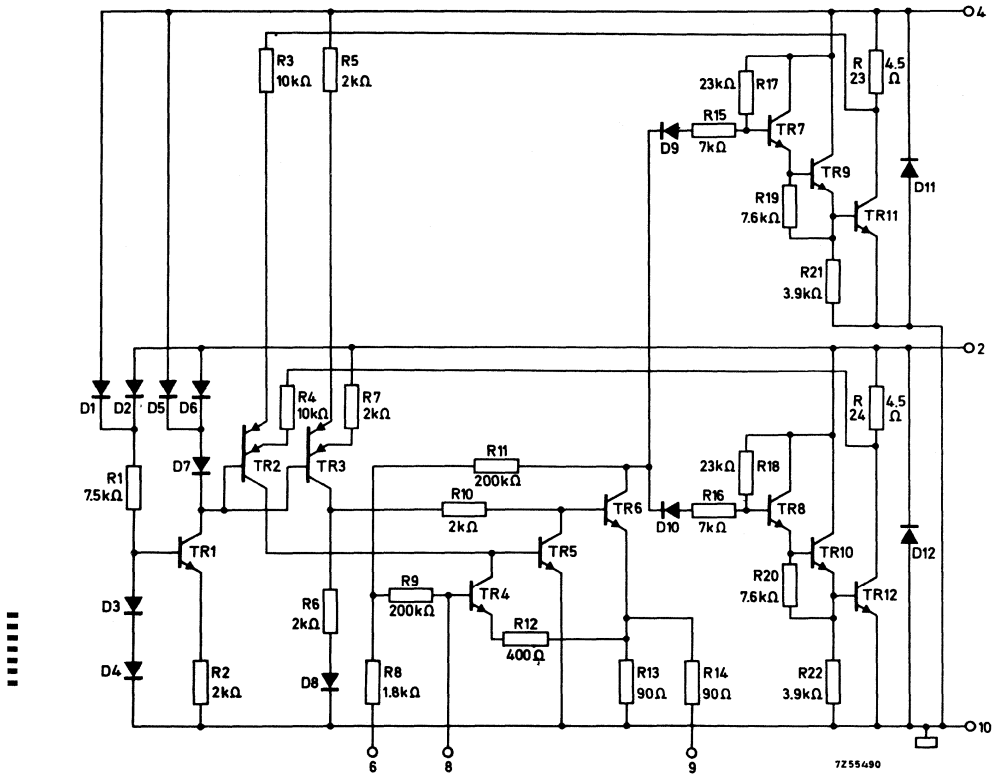 4
R3
10kΩ
R5
2kΩ
23kΩ
R17
R
23
4.5
Ω
R15
7kΩ
D9
TR7
TR9
R19
7.6kΩ
TR11
D11
R21
3.9kΩ
2
D1
D2
D5
D6
R4
10kΩ
R7
2kΩ
R
24
4.5
Ω
D7
TR2
TR3
R11
200kΩ
23kΩ
R18
R1
7.5kΩ
R10
2kΩ
TR6
R16
7kΩ
D10
TR8
TR1
TR5
TR10
D12
R9
200kΩ
TR4
R20
7.6kΩ
TR12
D3
R6
2kΩ
R12
400Ω
D4
R2
2kΩ
D8
R8
1.8kΩ
R13
90Ω
R14
90Ω
R22
3.9kΩ
10
6
8
9
7Z55490